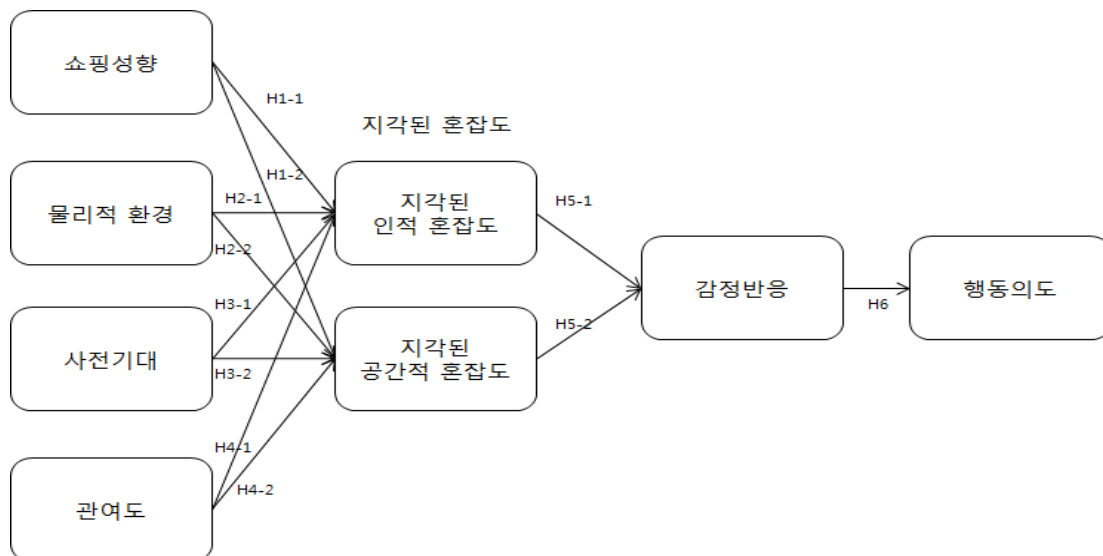 쇼핑성향
H1-1
지각된 혼잡도
H1-2
물리적 환경
H2-1
지각된
인적 혼잡도
H5-1
H2-2
감정반응
행동의도
H6
H3-1
사전기대
H3-2
지각된
공간적 혼잡도
H5-2
H4-1
H4-2
관여도